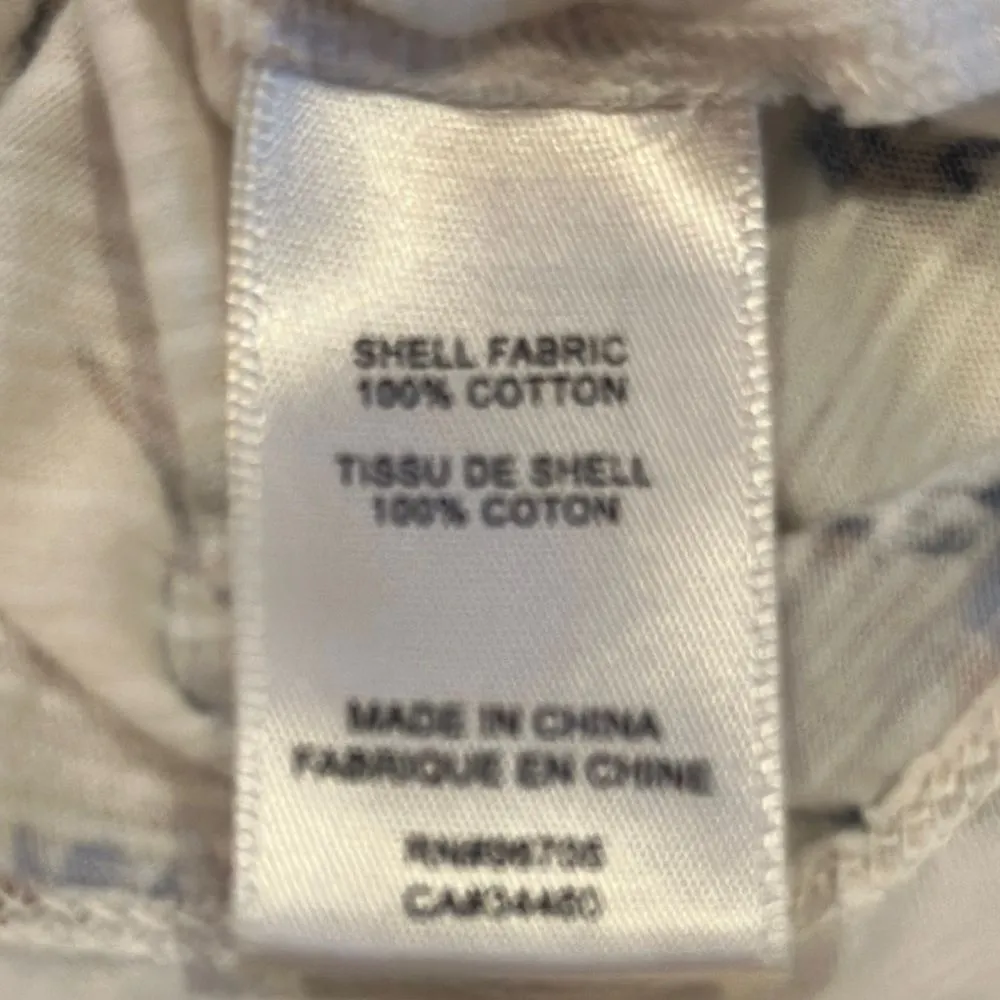 SHELL FABRIC
100% COTTON
TISSU DE SHELL
100% COTON
MADE IN CHINA
FABRIQUE EN CHINE